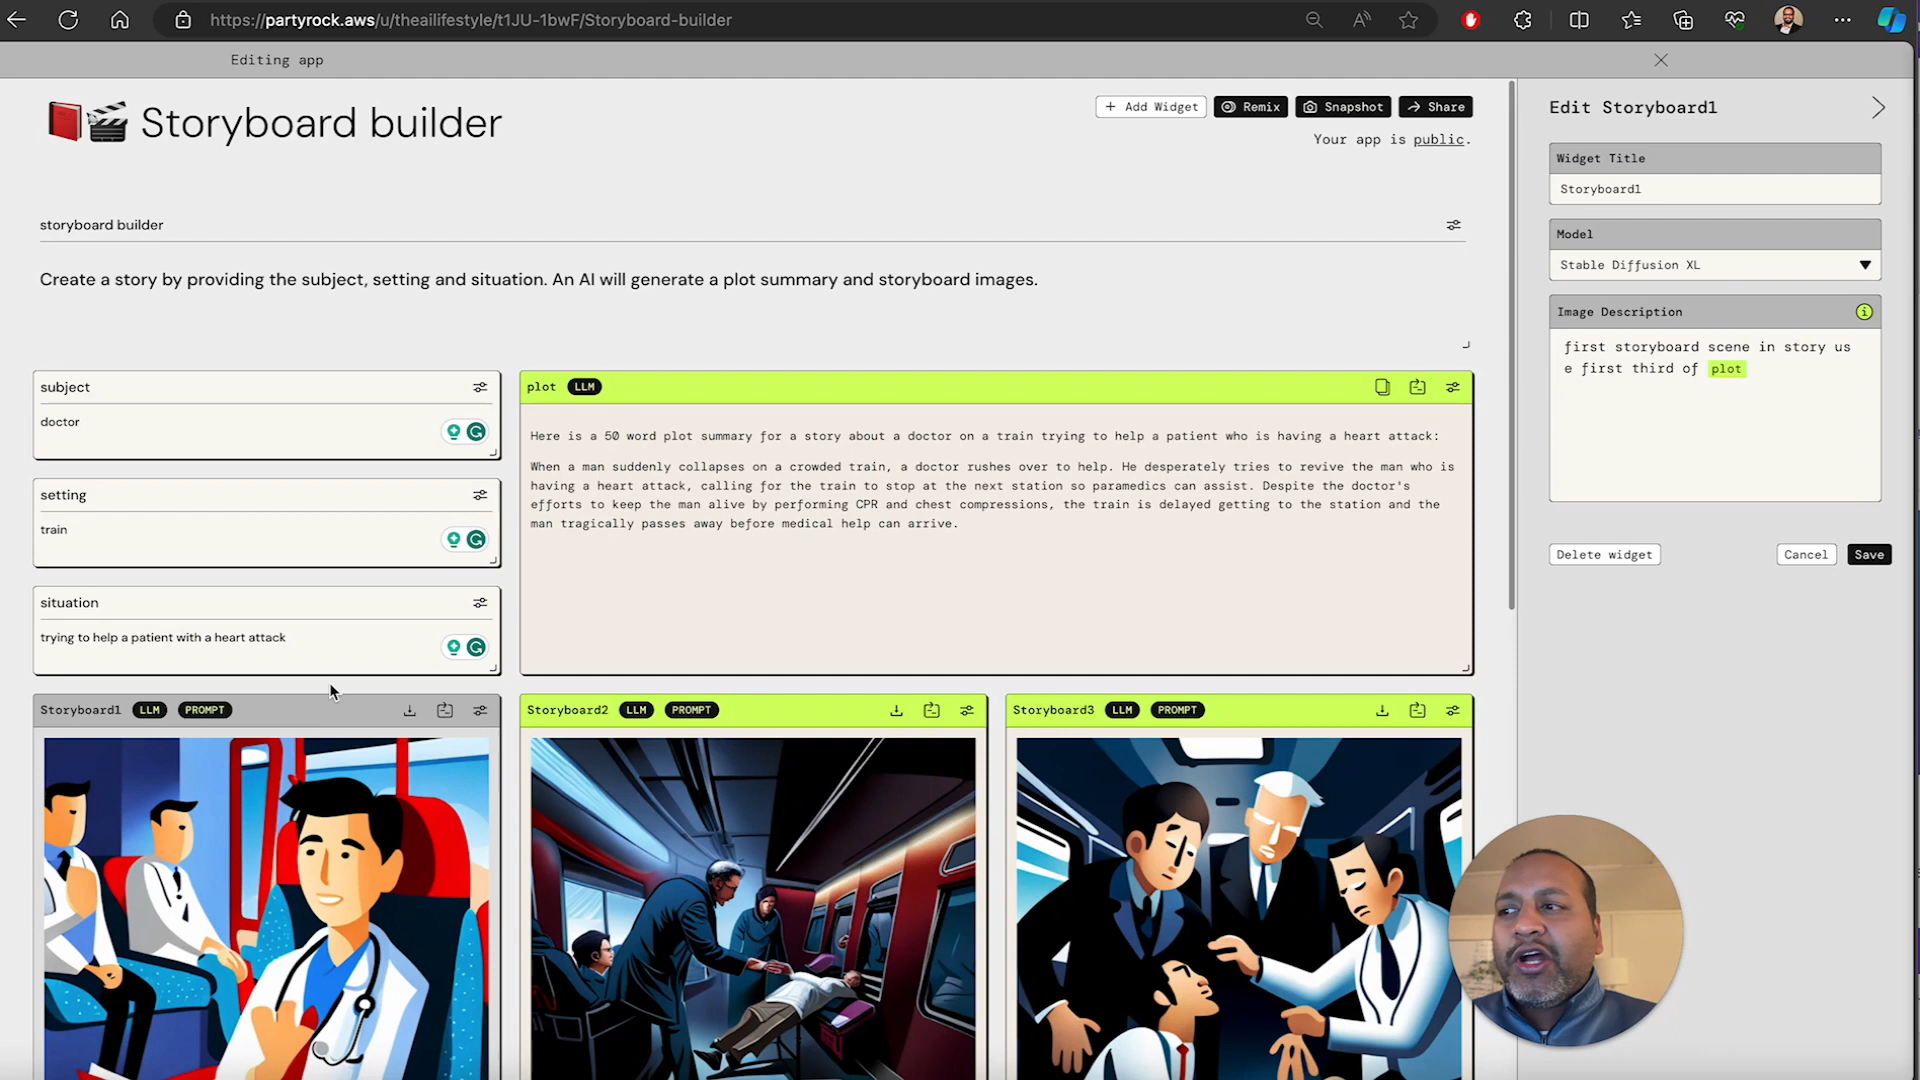 https://partyrock.aws/u/theailifestyle/t1JU-1bwF/Storyboard-builder
Editing app
Storyboard builder
+ Add Widget
Remix
Snapshot
Share
Your app is public.
storyboard builder
Create a story by providing the subject, setting and situation. An AI will generate a plot summary and storyboard images.
subject
doctor
setting
train
situation
trying to help a patient with a heart attack
plot LLM
Here is a 50 word plot summary for a story about a doctor on a train trying to help a patient who is having a heart attack:
When a man suddenly collapses on a crowded train, a doctor rushes over to help. He desperately tries to revive the man who is
having a heart attack, calling for the train to stop at the next station so paramedics can assist. Despite the doctor's
efforts to keep the man alive by performing CPR and chest compressions, the train is delayed getting to the station and the
man tragically passes away before medical help can arrive.
Storyboard1 LLM PROMPT
Storyboard2 LLM PROMPT
Storyboard3 LLM PROMPT
Edit Storyboard1
Widget Title
Storyboard1
Model
Stable Diffusion XL
Image Description
first storyboard scene in story us
e first third of plot
Delete widget
Cancel
Save